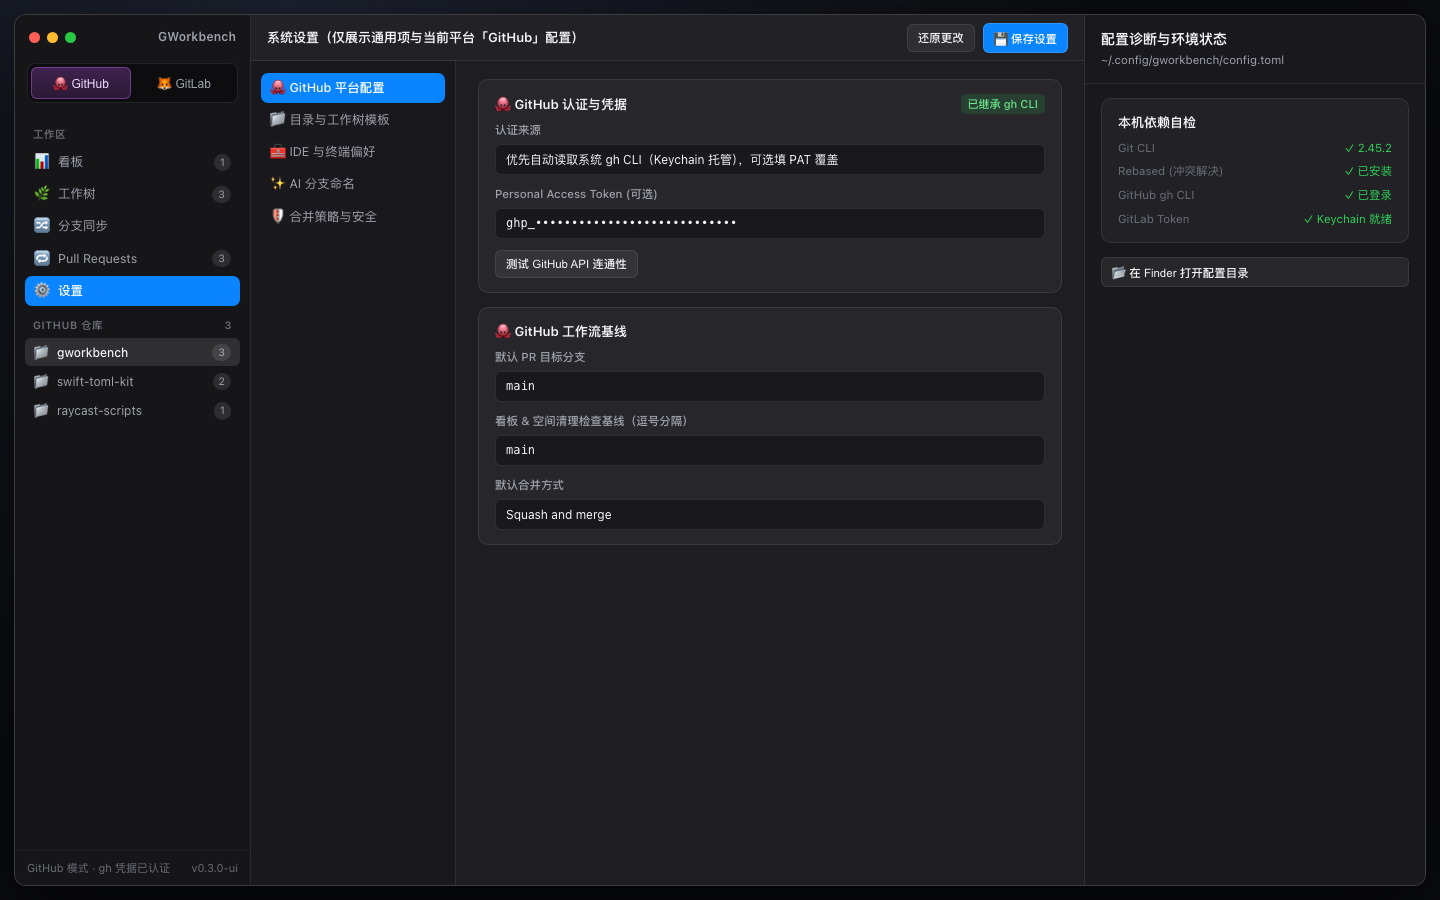 GWorkbench
GitHub
GitLab
工作区
看板 1
工作树 3
分支同步
Pull Requests 3
设置
GITHUB 仓库 3
gworkbench 3
swift-toml-kit 2
raycast-scripts 1
GitHub 模式 · gh 凭据已认证 v0.3.0-ui
系统设置（仅展示通用项与当前平台「GitHub」配置）
还原更改
保存设置
GitHub 平台配置
目录与工作树模板
IDE 与终端偏好
AI 分支命名
合并策略与安全
GitHub 认证与凭据 已继承 gh CLI
认证来源
优先自动读取系统 gh CLI（Keychain 托管），可选填 PAT 覆盖
Personal Access Token (可选)
ghp_••••••••••••••••••••••••••••
测试 GitHub API 连通性
GitHub 工作流基线
默认 PR 目标分支
main
看板 & 空间清理检查基线（逗号分隔）
main
默认合并方式
Squash and merge
配置诊断与环境状态
~/.config/gworkbench/config.toml
本机依赖自检
Git CLI ✓ 2.45.2
Rebased (冲突解决) ✓ 已安装
GitHub gh CLI ✓ 已登录
GitLab Token ✓ Keychain 就绪
在 Finder 打开配置目录